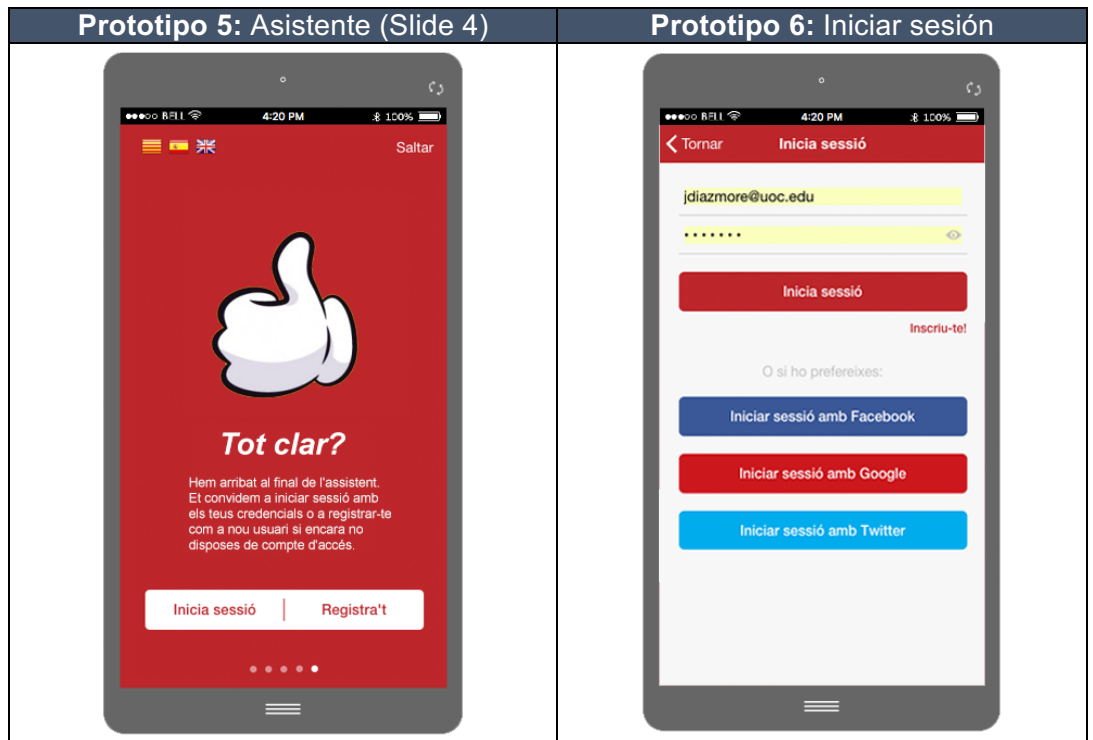 Prototipo 5: Asistente (Slide 4)
BELL 4:20 PM 100%
Saltar
Tot clar?
Hem arribat al final de l'assistent.
Et convidem a iniciar sessió amb
els teus credencials o a registrar-te
com a nou usuari si encara no
disposes de compte d'accés.
Inicia sessió | Registra't
Prototipo 6: Iniciar sesión
BELL 4:20 PM 100%
Tornar Inicia sessió
jdiazmore@uoc.edu
•••••••
Inicia sessió
Inscriu-te!
O si ho prefereixes:
Iniciar sessió amb Facebook
Iniciar sessió amb Google
Iniciar sessió amb Twitter